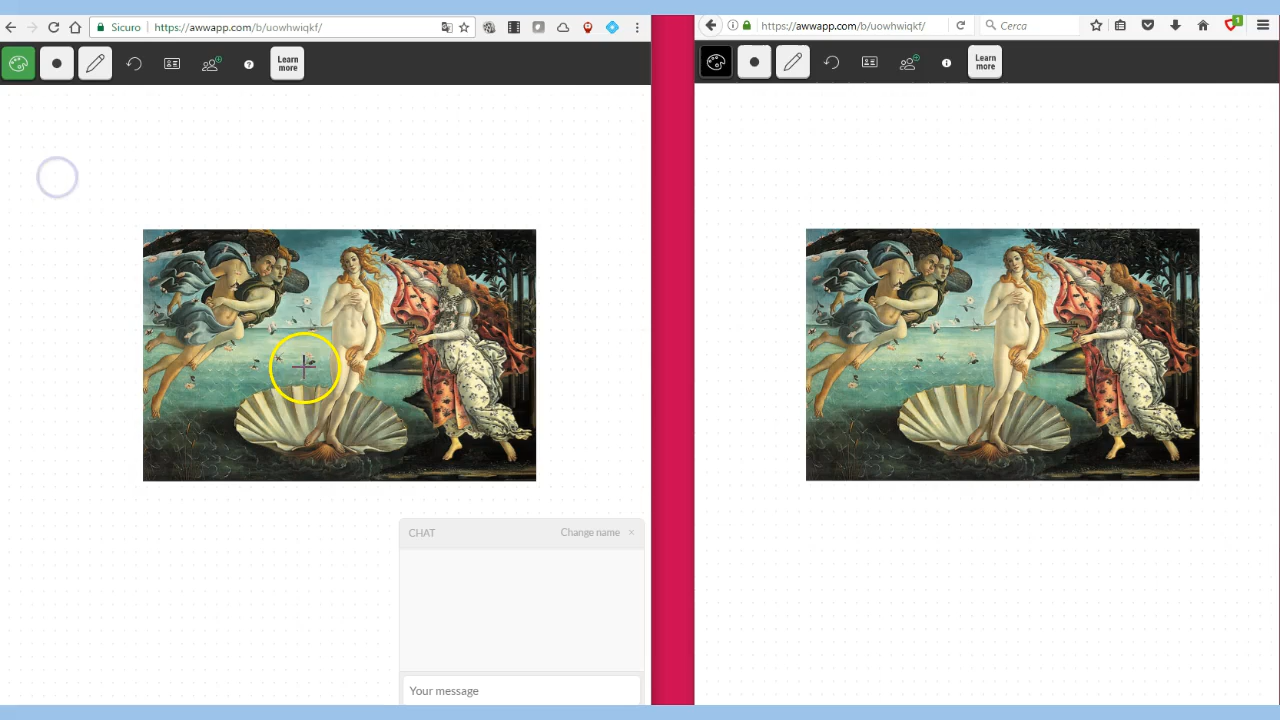 Sicuro https://awwapp.com/b/uowhwiqkf/
Learn more
CHAT Change name ×
Your message
https://awwapp.com/b/uowhwiqkf/ Cerca 1
Learn more